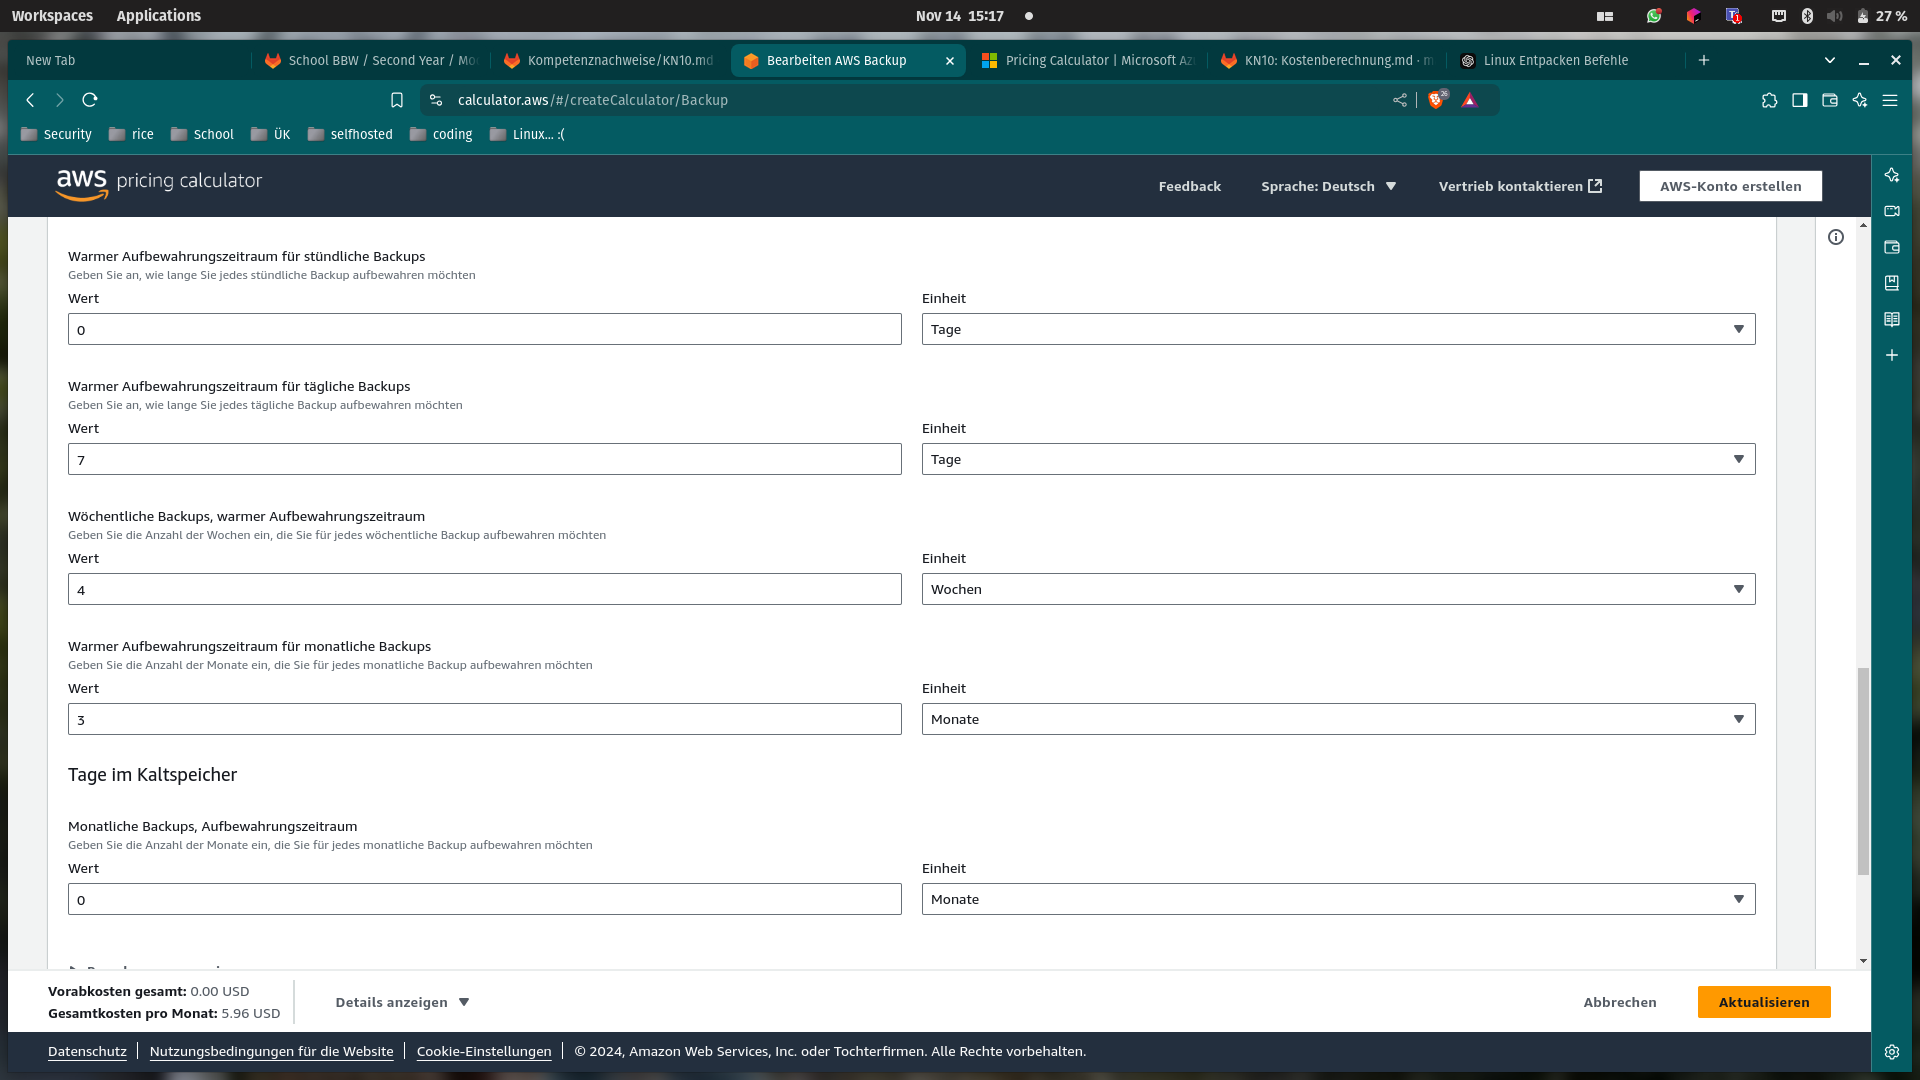 Workspaces Applications Nov 14 15:17 27 %
New Tab School BBW / Second Year / Mo Kompetenznachweise/KN10.md Bearbeiten AWS Backup Pricing Calculator | Microsoft Az KN10: Kostenberechnung.md · m Linux Entpacken Befehle
calculator.aws/#/createCalculator/Backup 26
Security rice School ÜK selfhosted coding Linux... :(
aws pricing calculator Feedback Sprache: Deutsch Vertrieb kontaktieren AWS-Konto erstellen
Warmer Aufbewahrungszeitraum für stündliche Backups
Geben Sie an, wie lange Sie jedes stündliche Backup aufbewahren möchten
Wert Einheit
0 Tage
Warmer Aufbewahrungszeitraum für tägliche Backups
Geben Sie an, wie lange Sie jedes tägliche Backup aufbewahren möchten
Wert Einheit
7 Tage
Wöchentliche Backups, warmer Aufbewahrungszeitraum
Geben Sie die Anzahl der Wochen ein, die Sie für jedes wöchentliche Backup aufbewahren möchten
Wert Einheit
4 Wochen
Warmer Aufbewahrungszeitraum für monatliche Backups
Geben Sie die Anzahl der Monate ein, die Sie für jedes monatliche Backup aufbewahren möchten
Wert Einheit
3 Monate
Tage im Kaltspeicher
Monatliche Backups, Aufbewahrungszeitraum
Geben Sie die Anzahl der Monate ein, die Sie für jedes monatliche Backup aufbewahren möchten
Wert Einheit
0 Monate
Vorabkosten gesamt: 0.00 USD
Gesamtkosten pro Monat: 5.96 USD
Details anzeigen Abbrechen Aktualisieren
Datenschutz Nutzungsbedingungen für die Website Cookie-Einstellungen © 2024, Amazon Web Services, Inc. oder Tochterfirmen. Alle Rechte vorbehalten.